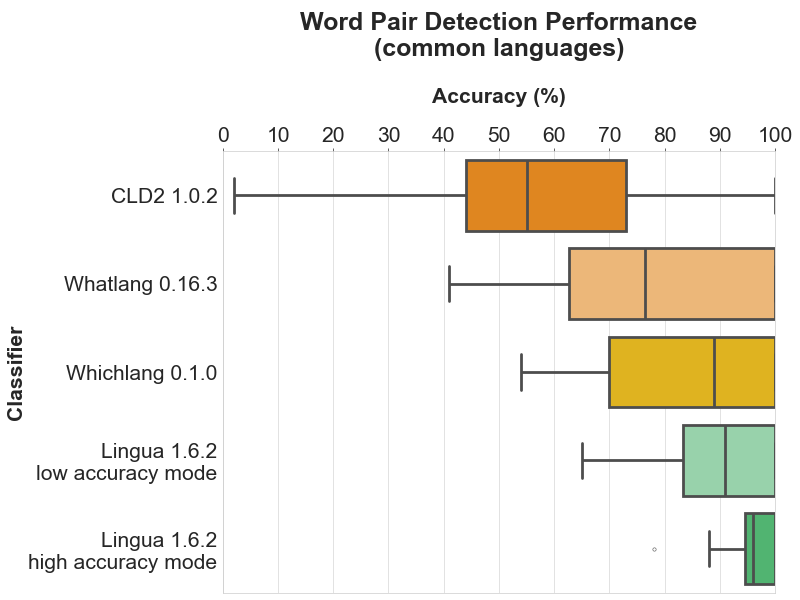 Word Pair Detection Performance
(common languages)
Accuracy (%)
0 10 20 30 40 50 60 70 80 90 100
Classifier
CLD2 1.0.2
Whatlang 0.16.3
Whichlang 0.1.0
Lingua 1.6.2
low accuracy mode
Lingua 1.6.2
high accuracy mode